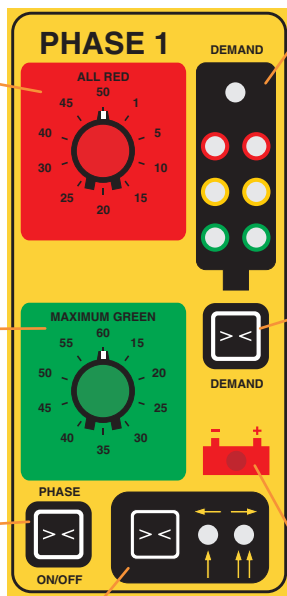 PHASE 1
DEMAND
ALL RED
50
45 1
40 5
30 10
25 15
20
MAXIMUM GREEN
60
55 15
50 20
45 25
40 30
35
> <
DEMAND
- +
PHASE
> <
> <
ON/OFF